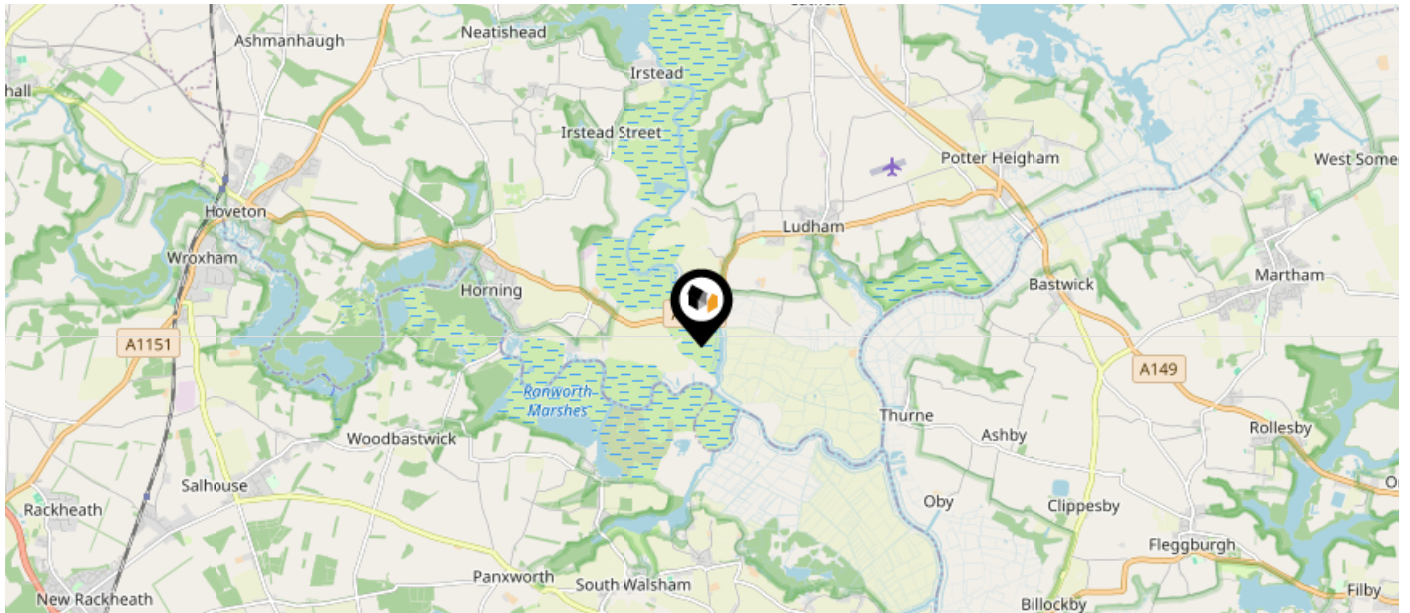 Neatishead
Ashmanhaugh
Irstead
hall
Irstead Street
Potter Heigham
West Some
Hoveton
Ludham
Wroxham
Martham
Bastwick
Horning
A1151
A149
Ranworth
Marshes
Thurne
Rollesby
Woodbastwick
Ashby
Salhouse
Oby
Clippesby
Rackheath
Fleggburgh
Panxworth
South Walsham
Filby
New Rackheath
Billockby